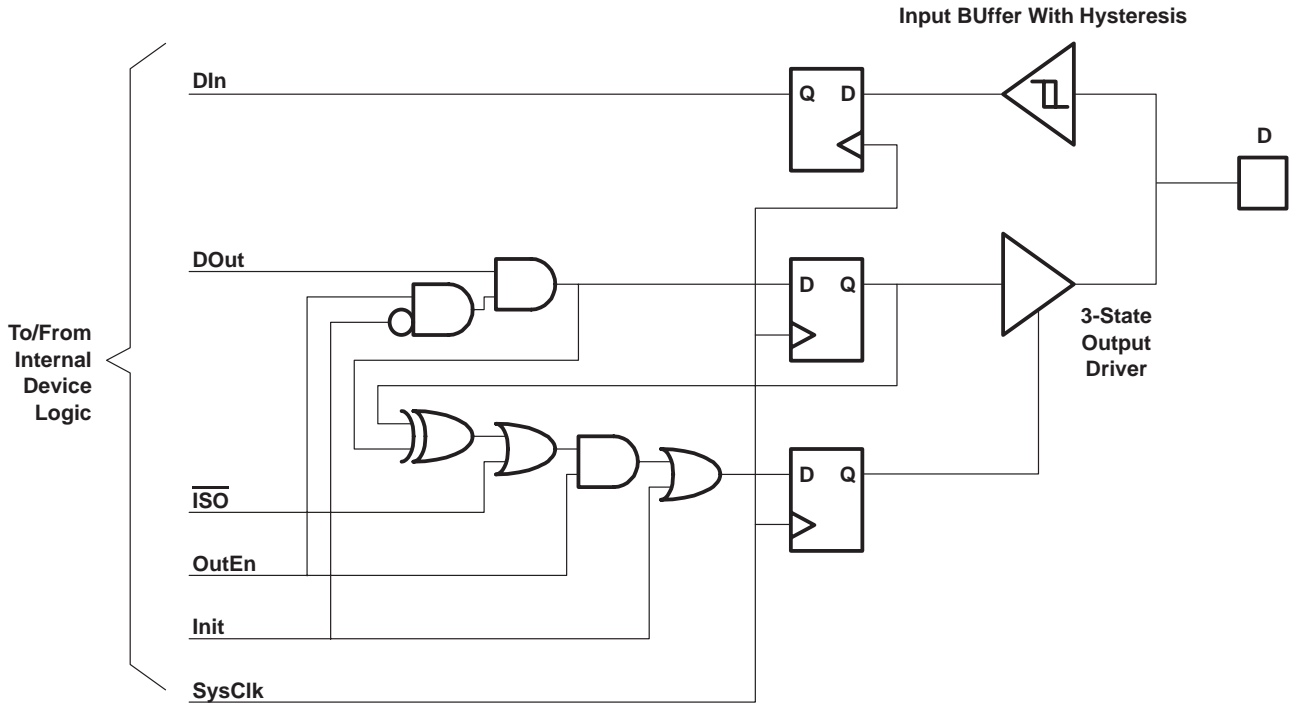 Input BUffer With Hysteresis
DIn
Q D
D
DOut
D Q
3-State
Output
Driver
To/From
Internal
Device
Logic
D Q
ISO
OutEn
Init
SysClk